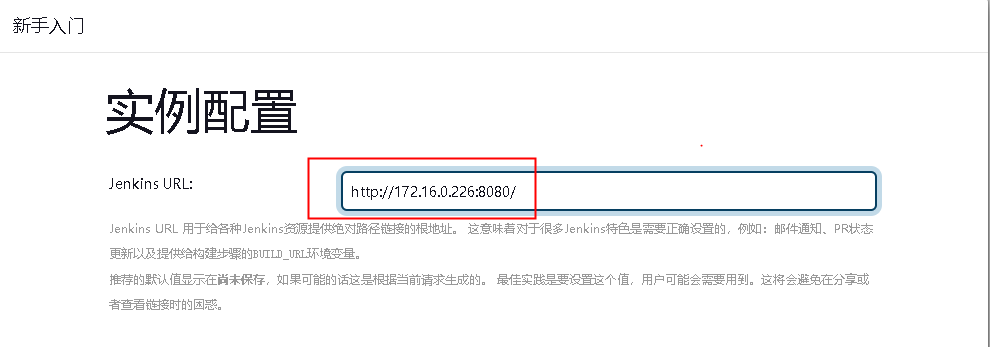 新手入门
实例配置
Jenkins URL:
http://172.16.0.226:8080/
Jenkins URL 用于给各种Jenkins资源提供绝对路径链接的根地址。 这意味着对于很多Jenkins特色是需要正确设置的，例如：邮件通知、PR状态
更新以及提供给构建步骤的BUILD_URL环境变量。
推荐的默认值显示在尚未保存，如果可能的话这是根据当前请求生成的。 最佳实践是要设置这个值，用户可能会需要用到。这将会避免在分享或
者查看链接时的困惑。